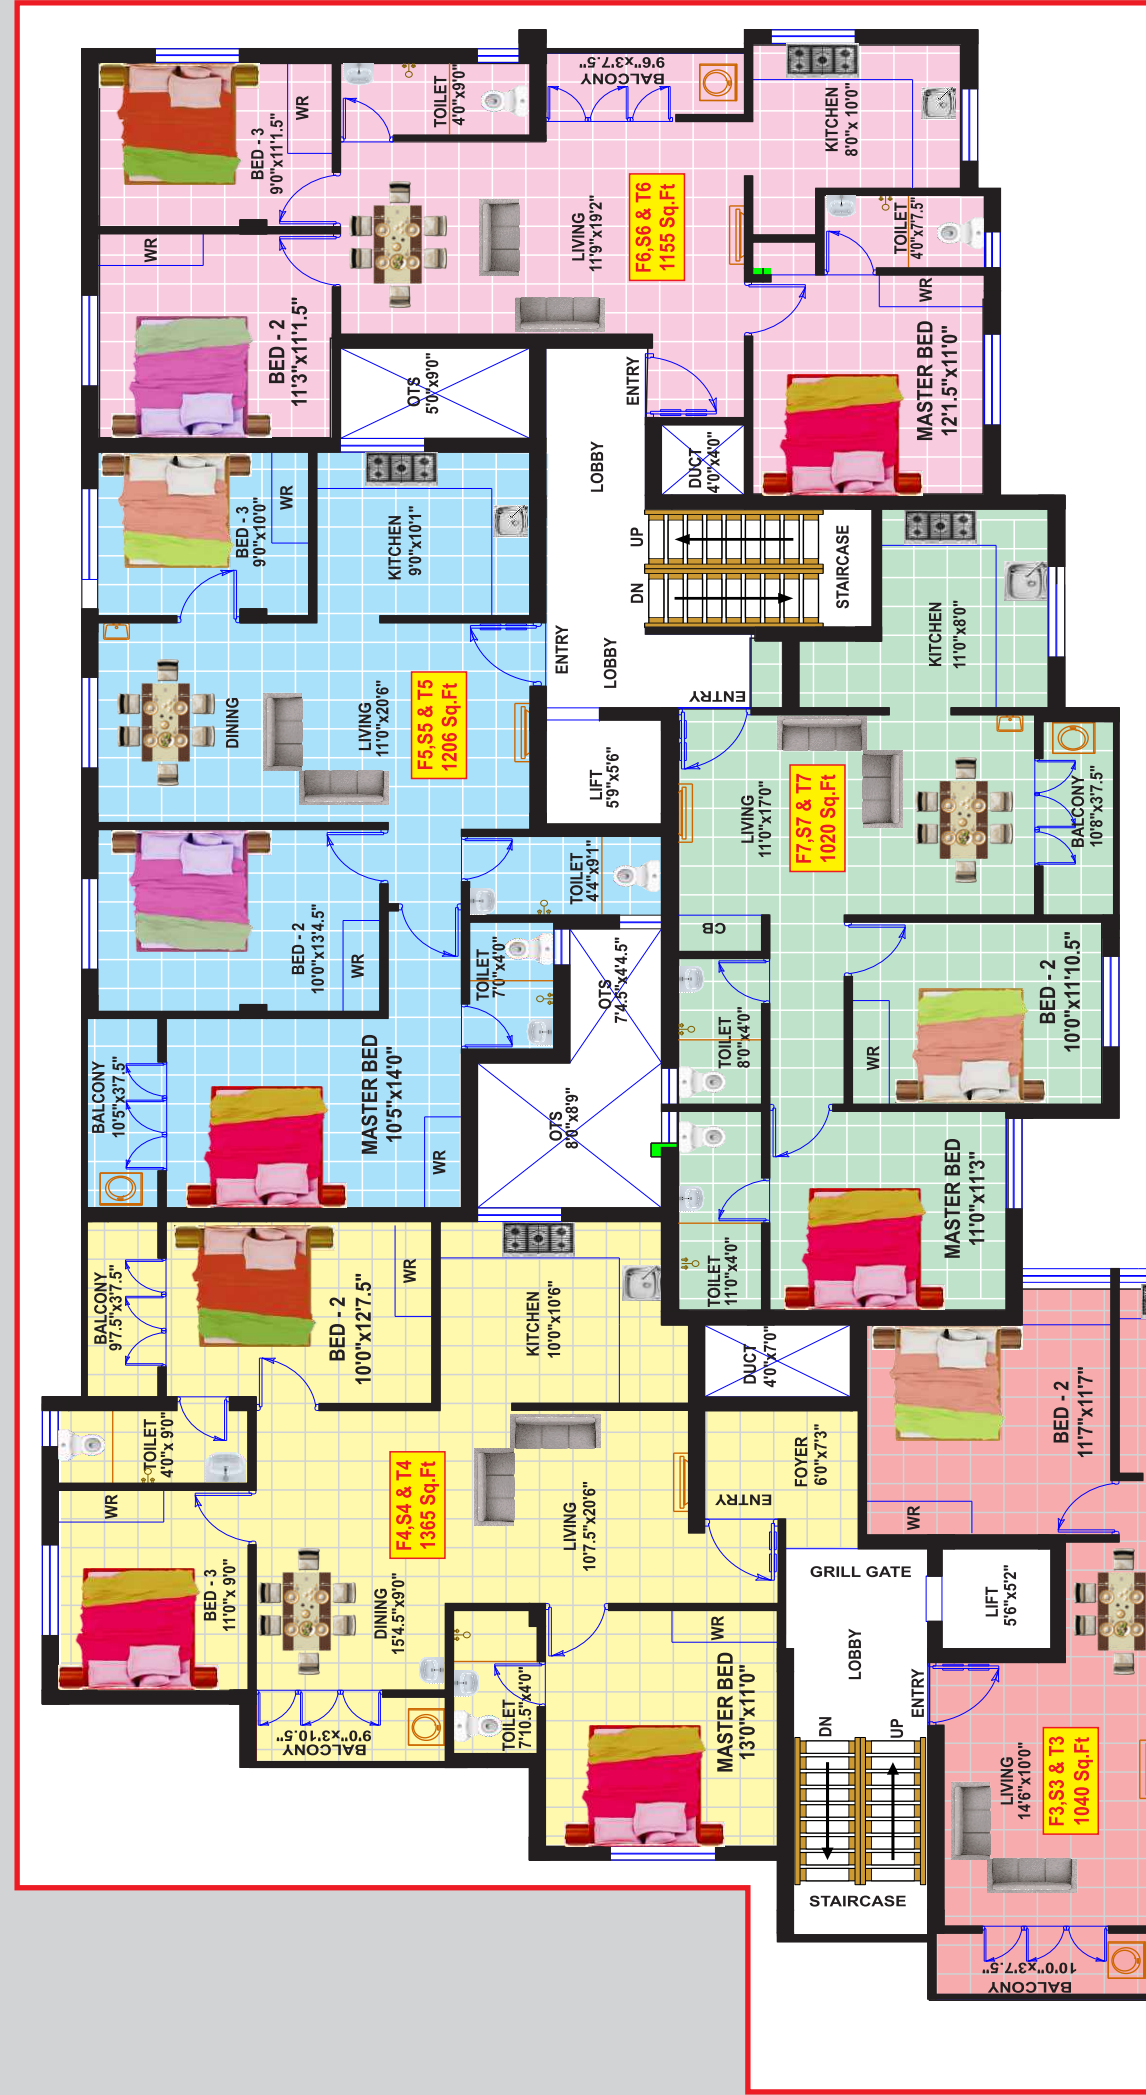 BED - 3
9'0"x11'1.5"
WR
TOILET
4'0"x9'0"
BALCONY
9'6"x3'7.5"
KITCHEN
8'0"x 10'0"
WR
BED - 2
11'3"x11'1.5"
LIVING
11'9"x19'2"
F6,S6 & T6
1155 Sq.Ft
TOILET
4'0"x7'7.5"
WR
MASTER BED
12'1.5"x11'0"
OTS
5'0"x9'0"
ENTRY
LOBBY
DUCT
4'0"x4'0"
BED - 3
9'0"x10'0"
WR
KITCHEN
9'0"x10'1"
UP
DN
STAIRCASE
KITCHEN
11'0"x8'0"
ENTRY
LOBBY
ENTRY
DINING
LIVING
11'0"x20'6"
F5,S5 & T5
1206 Sq.Ft
LIFT
5'9"x5'6"
LIVING
11'0"x17'0"
F7,S7 & T7
1020 Sq.Ft
BALCONY
10'8"x3'7.5"
BED - 2
10'0"x13'4.5"
WR
TOILET
4'4"x9'1"
TOILET
7'0"x4'0"
OTS
7'4.5"x4'4.5"
CB
TOILET
8'0"x4'0"
WR
BED - 2
10'0"x11'10.5"
BALCONY
10'5"x3'7.5"
MASTER BED
10'5"x14'0"
WR
OTS
8'0"x8'9"
TOILET
11'0"x4'0"
MASTER BED
11'0"x11'3"
BALCONY
9'7.5"x3'7.5"
BED - 2
10'0"x12'7.5"
WR
KITCHEN
10'0"x10'6"
DUCT
4'0"x7'0"
BED - 2
11'7"x11'7"
WR
TOILET
4'0"x 9'0"
WR
BED - 3
11'0"x 9'0"
F4,S4 & T4
1365 Sq.Ft
LIVING
10'7.5"x20'6"
FOYER
6'0"x7'3"
ENTRY
GRILL GATE
LIFT
5'6"x5'2"
DINING
15'4.5"x9'0"
TOILET
7'10.5"x4'0"
WR
MASTER BED
13'0"x11'0"
LOBBY
ENTRY
DN
UP
STAIRCASE
BALCONY
9'0"x3'10.5"
LIVING
14'6"x10'0"
F3,S3 & T3
1040 Sq.Ft
BALCONY
10'0"x3'7.5"